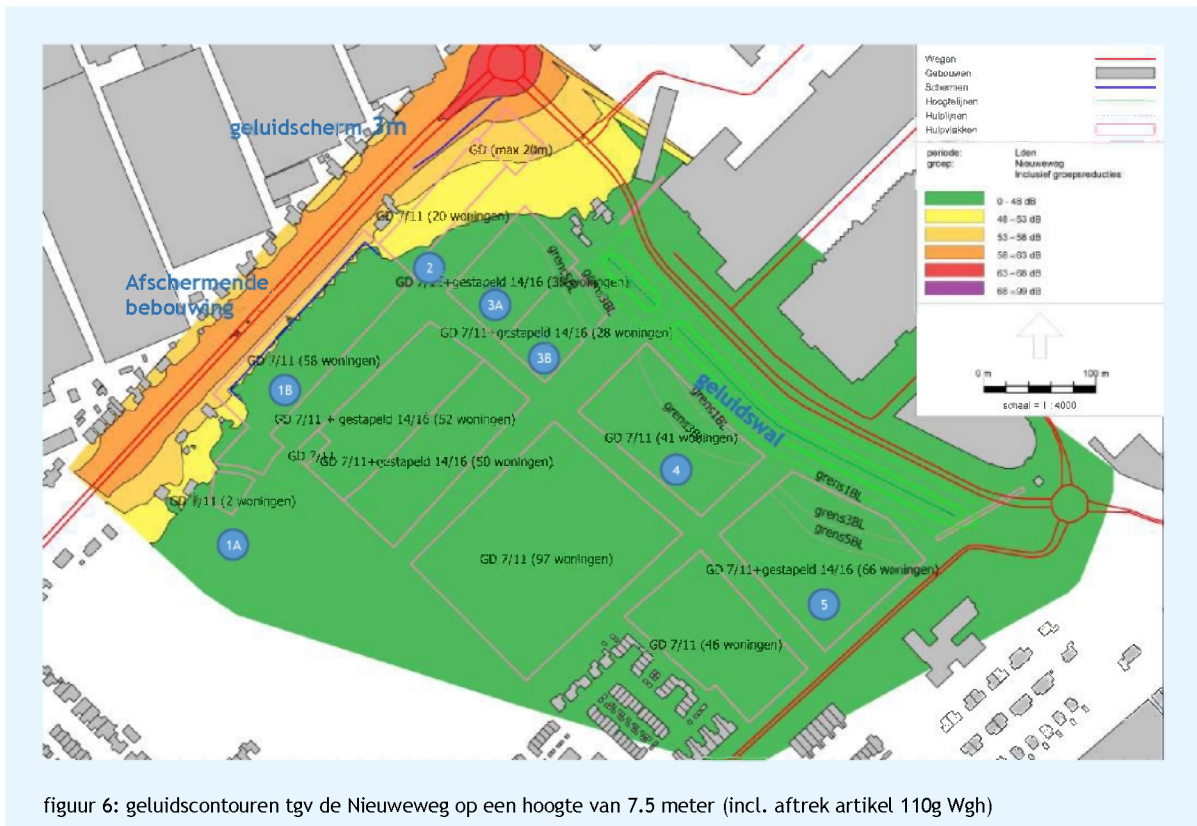 geluidscherm 3m
GD (max 20m)
GD 7/11 (20 woningen)
Afschermende
bebouwing
2
grens5BL
grens3BL
GD 7/11+gestapeld 14/16 (35 woningen)
3A
GD 7/11+gestapeld 14/16 (28 woningen)
3B
GD 7/11 (58 woningen)
1B
geluidswal
grens1BL
grens3BL
GD 7/11 + gestapeld 14/16 (52 woningen)
GD 7/11 (41 woningen)
GD 7/11
GD 7/11+gestapeld 14/16 (50 woningen)
4
grens1BL
GD 7/11 (2 woningen)
grens3BL
grens5BL
1A
GD 7/11 (97 woningen)
GD 7/11+gestapeld 14/16 (66 woningen)
5
GD 7/11 (46 woningen)
Wegen
Gebouwen
Schermen
Hoogtelijnen
Hulplijnen
Hulpvlakken
periode: Lden
groep: Nieuweweg
Inclusief groepsreducties
0 - 48 dB
48 - 53 dB
53 - 58 dB
58 - 63 dB
63 - 68 dB
68 - 99 dB
0 m 100 m
schaal = 1 : 4000
figuur 6: geluidscontouren tgv de Nieuweweg op een hoogte van 7.5 meter (incl. aftrek artikel 110g Wgh)